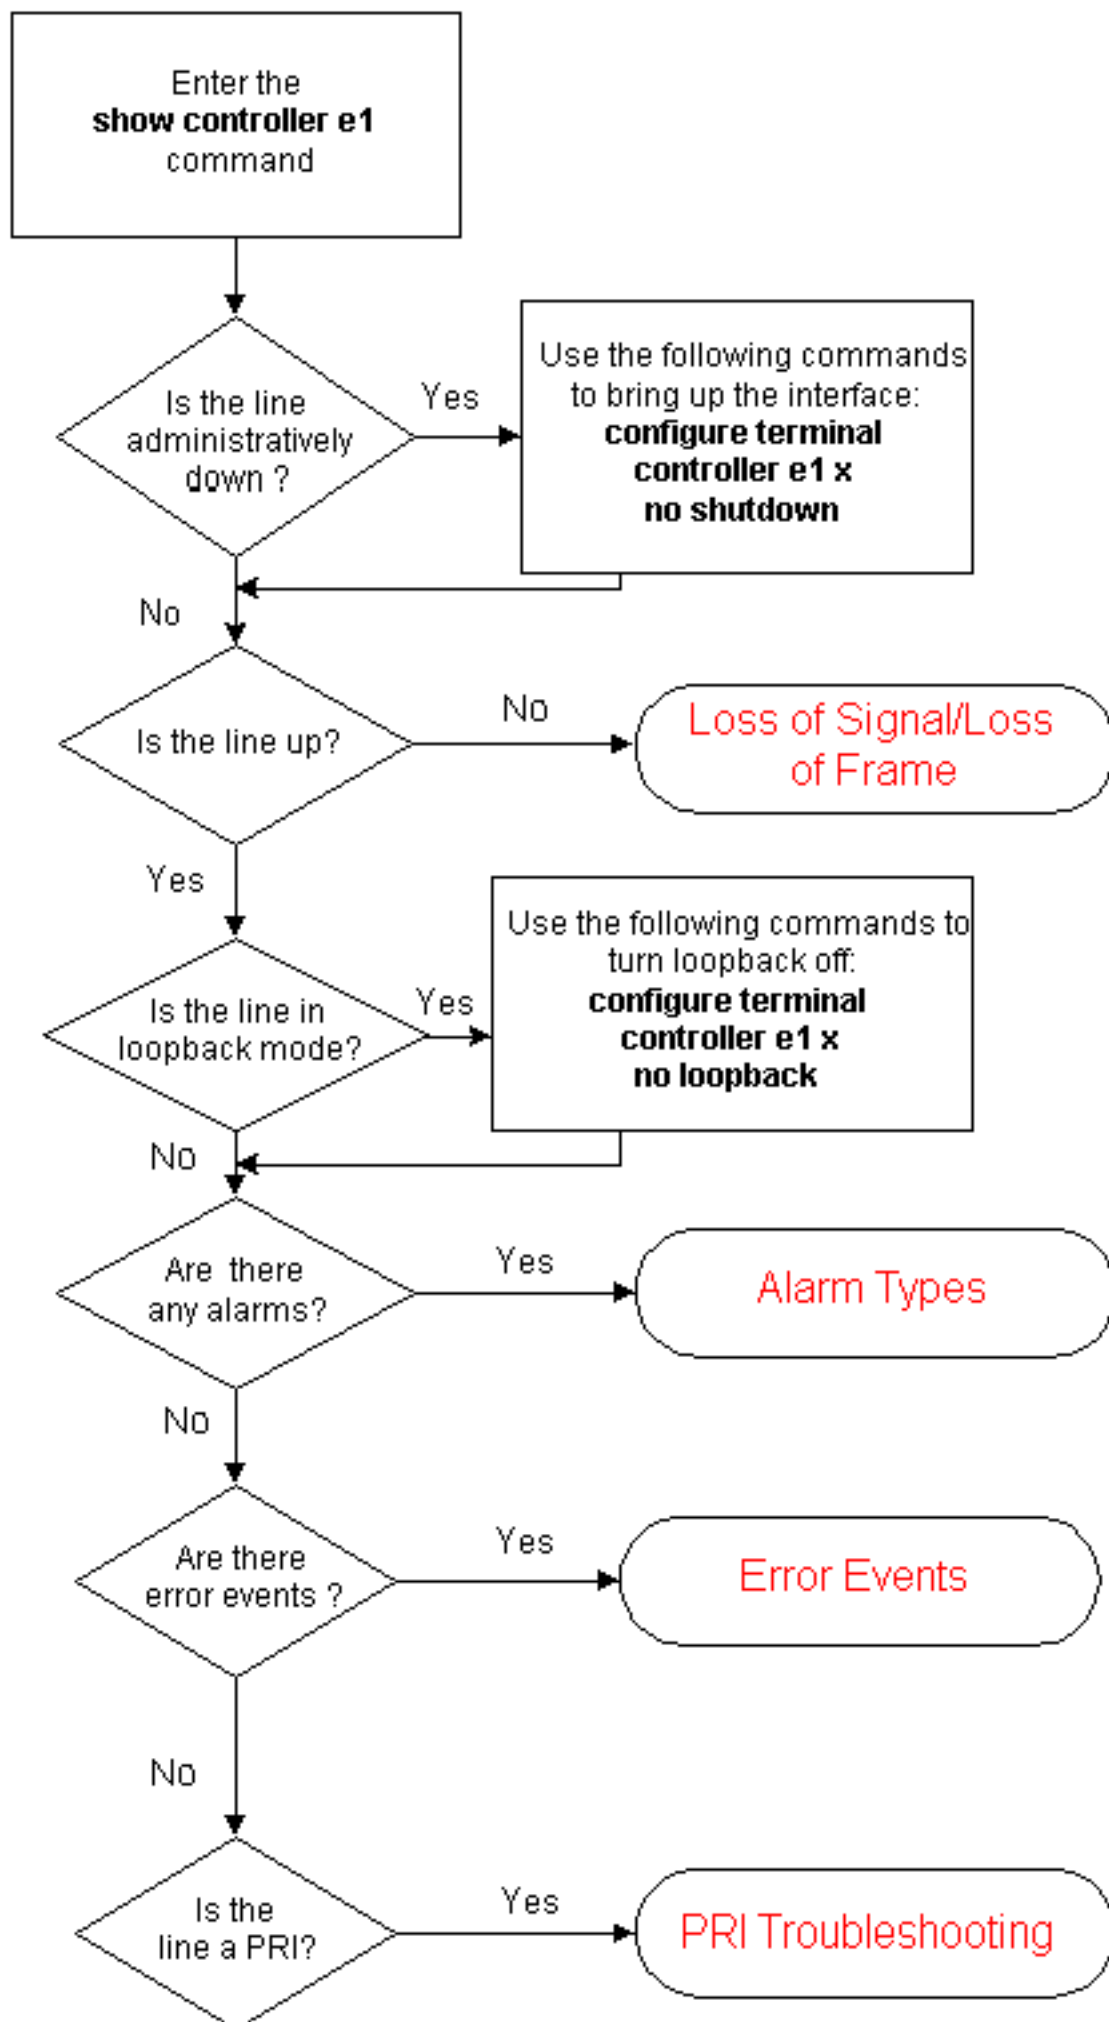 Enter the
show controller e1
command
Is the line
administratively
down ?
Yes
Use the following commands
to bring up the interface:
configure terminal
controller e1 x
no shutdown
No
Is the line up?
No
Loss of Signal/Loss
of Frame
Yes
Is the line in
loopback mode?
Yes
Use the following commands to
turn loopback off:
configure terminal
controller e1 x
no loopback
No
Are there
any alarms?
Yes
Alarm Types
No
Are there
error events ?
Yes
Error Events
No
Is the
line a PRI?
Yes
PRI Troubleshooting